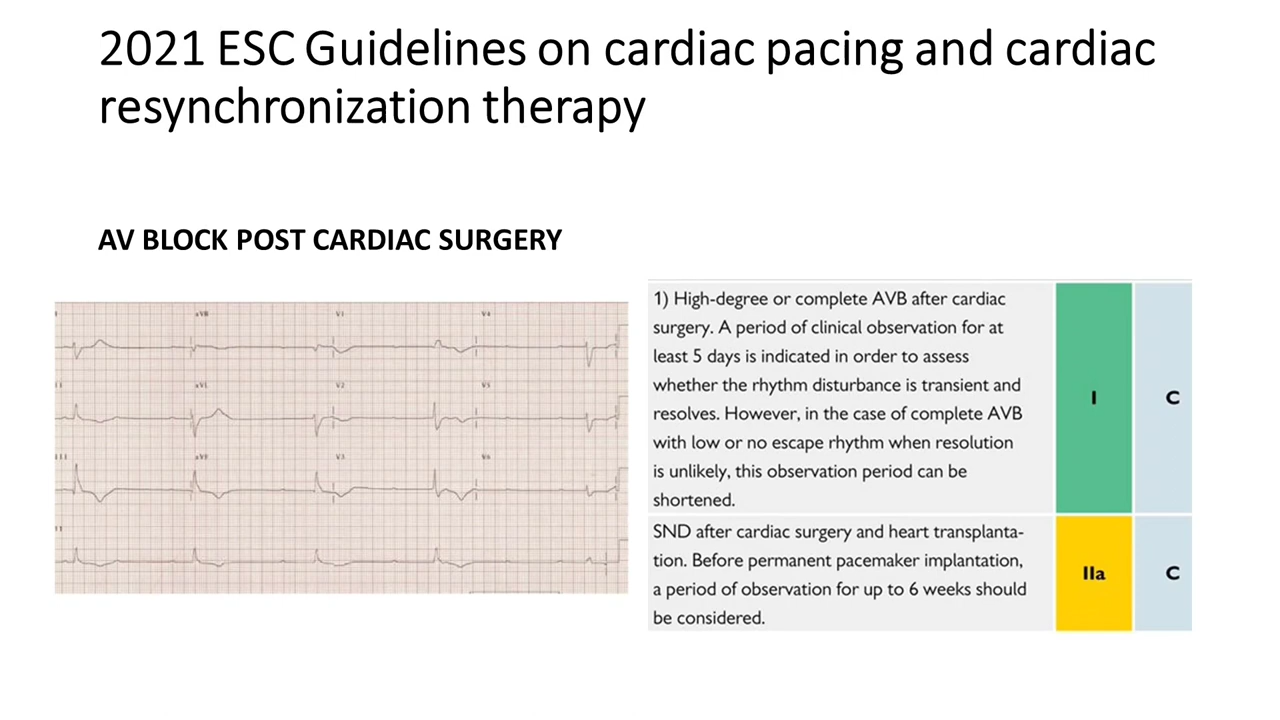 2021 ESC Guidelines on cardiac pacing and cardiac
resynchronization therapy
AV BLOCK POST CARDIAC SURGERY
I aVR V1 V4
II aVL V2 V5
III aVF V3 V6
II
1) High-degree or complete AVB after cardiac
surgery. A period of clinical observation for at
least 5 days is indicated in order to assess
whether the rhythm disturbance is transient and
resolves. However, in the case of complete AVB
with low or no escape rhythm when resolution
is unlikely, this observation period can be
shortened.
I
C
SND after cardiac surgery and heart transplanta-
tion. Before permanent pacemaker implantation,
a period of observation for up to 6 weeks should
be considered.
IIa
C